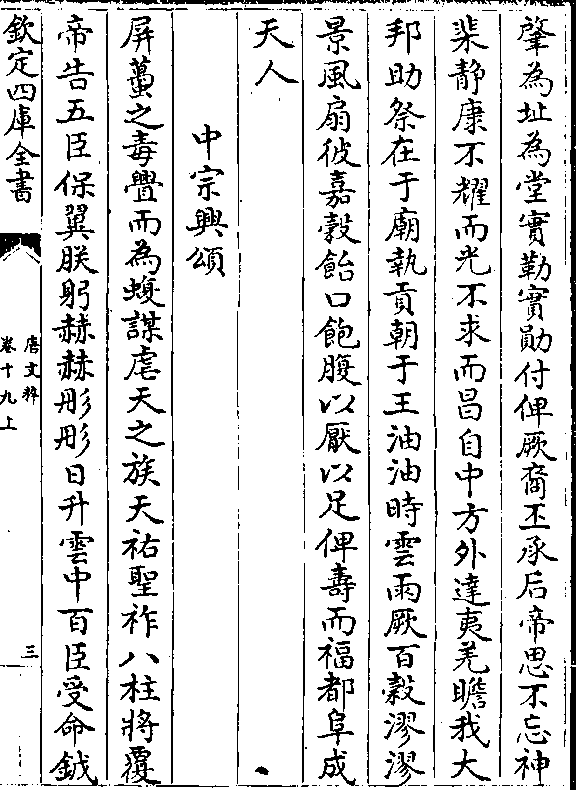 肇為址為堂實勤實勛付俾厥裔丕承后帝思不忘神
棐静康不耀而光不求而昌自中方外達夷羌瞻我大
邦助祭在于廟執貢朝于王油油時雲雨厥百穀漻漻
景風扇彼嘉穀飴口飽腹以厭以足俾壽而福都阜成
天人
中宗興頌
屏䘍之毒舋而為蝮謀虐天之族天祐聖祚八柱將覆
帝告五臣保翼朕躬赫赫彤彤日升雲中百臣受命鉞
欽定四庫全書
唐文粹
卷十九上
三